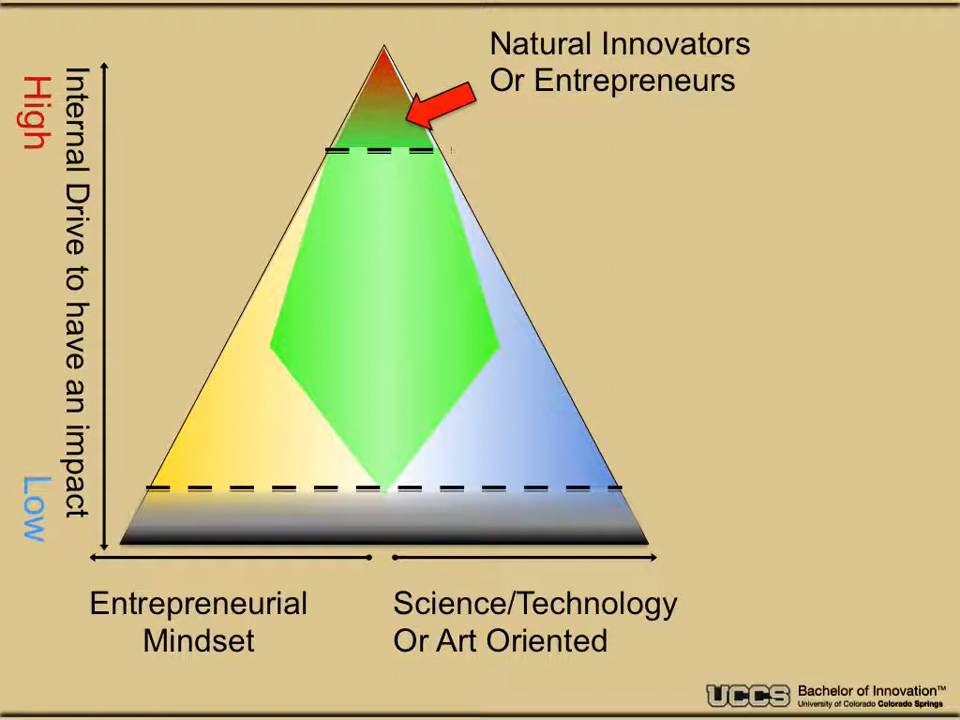 Natural Innovators
Or Entrepreneurs
High
Internal Drive to have an impact
Low
Entrepreneurial
Mindset
Science/Technology
Or Art Oriented
UCCS
Bachelor of Innovation™
University of Colorado Colorado Springs